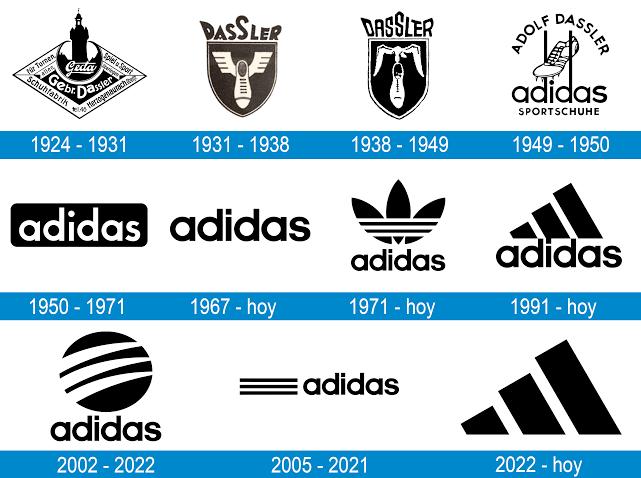 für Turnen, Spiel u. Sport
Geda
Gebr. Dassler
Schuhfabrik Herzogenaurach
DASSLER
DASSLER
ADOLF DASSLER
adidas
SPORTSCHUHE
1924 - 1931
1931 - 1938
1938 - 1949
1949 - 1950
adidas
adidas
adidas
adidas
1950 - 1971
1967 - hoy
1971 - hoy
1991 - hoy
adidas
adidas
2002 - 2022
2005 - 2021
2022 - hoy